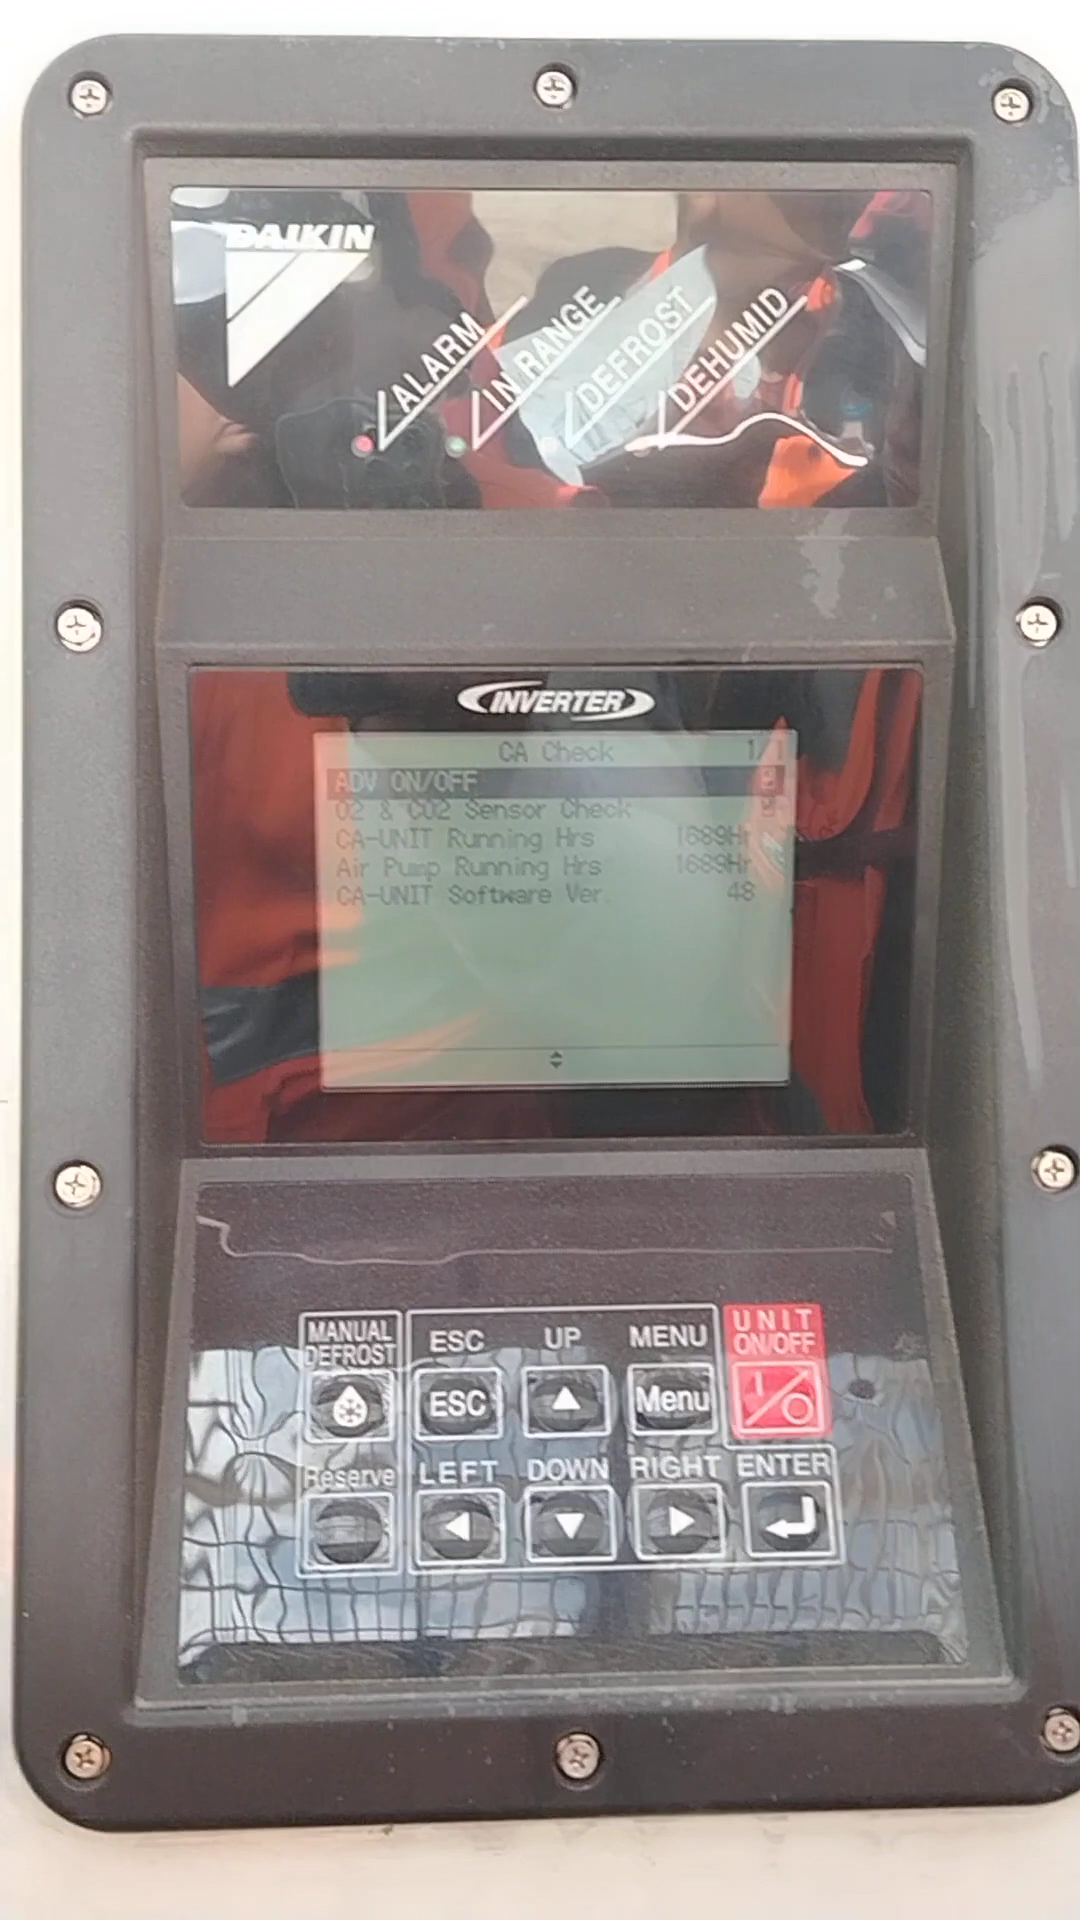 DAIKIN
ALARM
IN RANGE
DEFROST
DEHUMID
INVERTER
CA Check 1/1
ADV ON/OFF
O2 & CO2 Sensor Check
CA-UNIT Running Hrs 1689Hr
Air Pump Running Hrs 1689Hr
CA-UNIT Software Ver. 48
MANUAL DEFROST
ESC
UP
MENU
UNIT ON/OFF
ESC
Menu
I/O
Reserve
LEFT
DOWN
RIGHT
ENTER